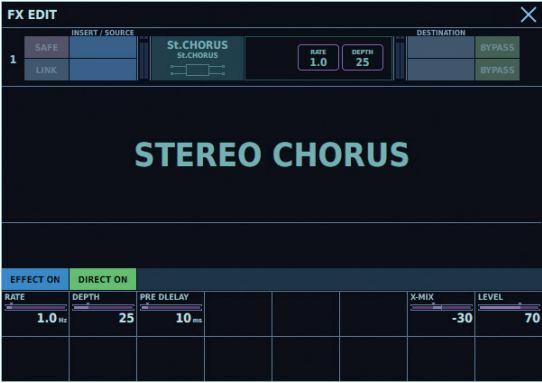 FX EDIT
INSERT / SOURCE
DESTINATION
1
SAFE
LINK
St.CHORUS
St.CHORUS
RATE
1.0
DEPTH
25
BYPASS
BYPASS
STEREO CHORUS
EFFECT ON
DIRECT ON
RATE
DEPTH
PRE DLELAY
X-MIX
LEVEL
1.0 Hz
25
10 ms
-30
70